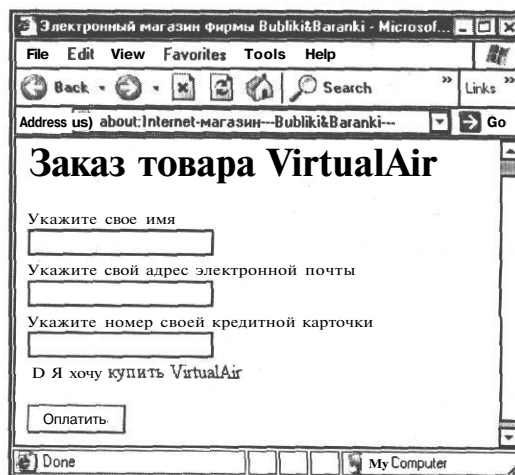 Электронный магазин фирмы Bubliki&Baranki - Microsof...
File Edit View Favorites Tools Help
Back Search » Links »
Address us) about:Internet-магазин---Bubliki&Baranki--- Go
Заказ товара VirtualAir
Укажите свое имя
Укажите свой адрес электронной почты
Укажите номер своей кредитной карточки
D Я хочу купить VirtualAir
Оплатить
Done My Computer